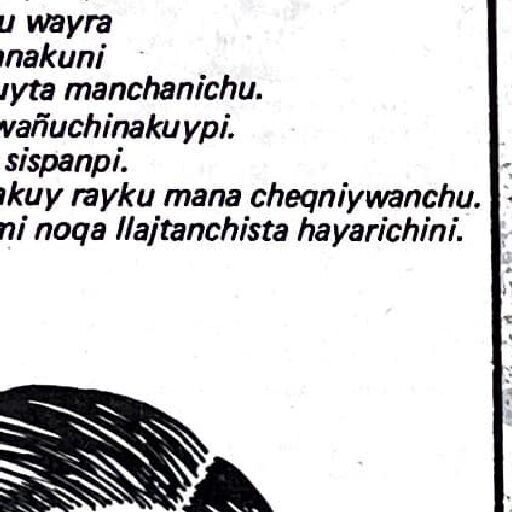 u wayra
nakuni
uyta manchanichu.
wañuchinakuypi.
sispanpi.
akuy rayku mana cheqniywanchu.
mi noqa llajtanchista hayarichini.